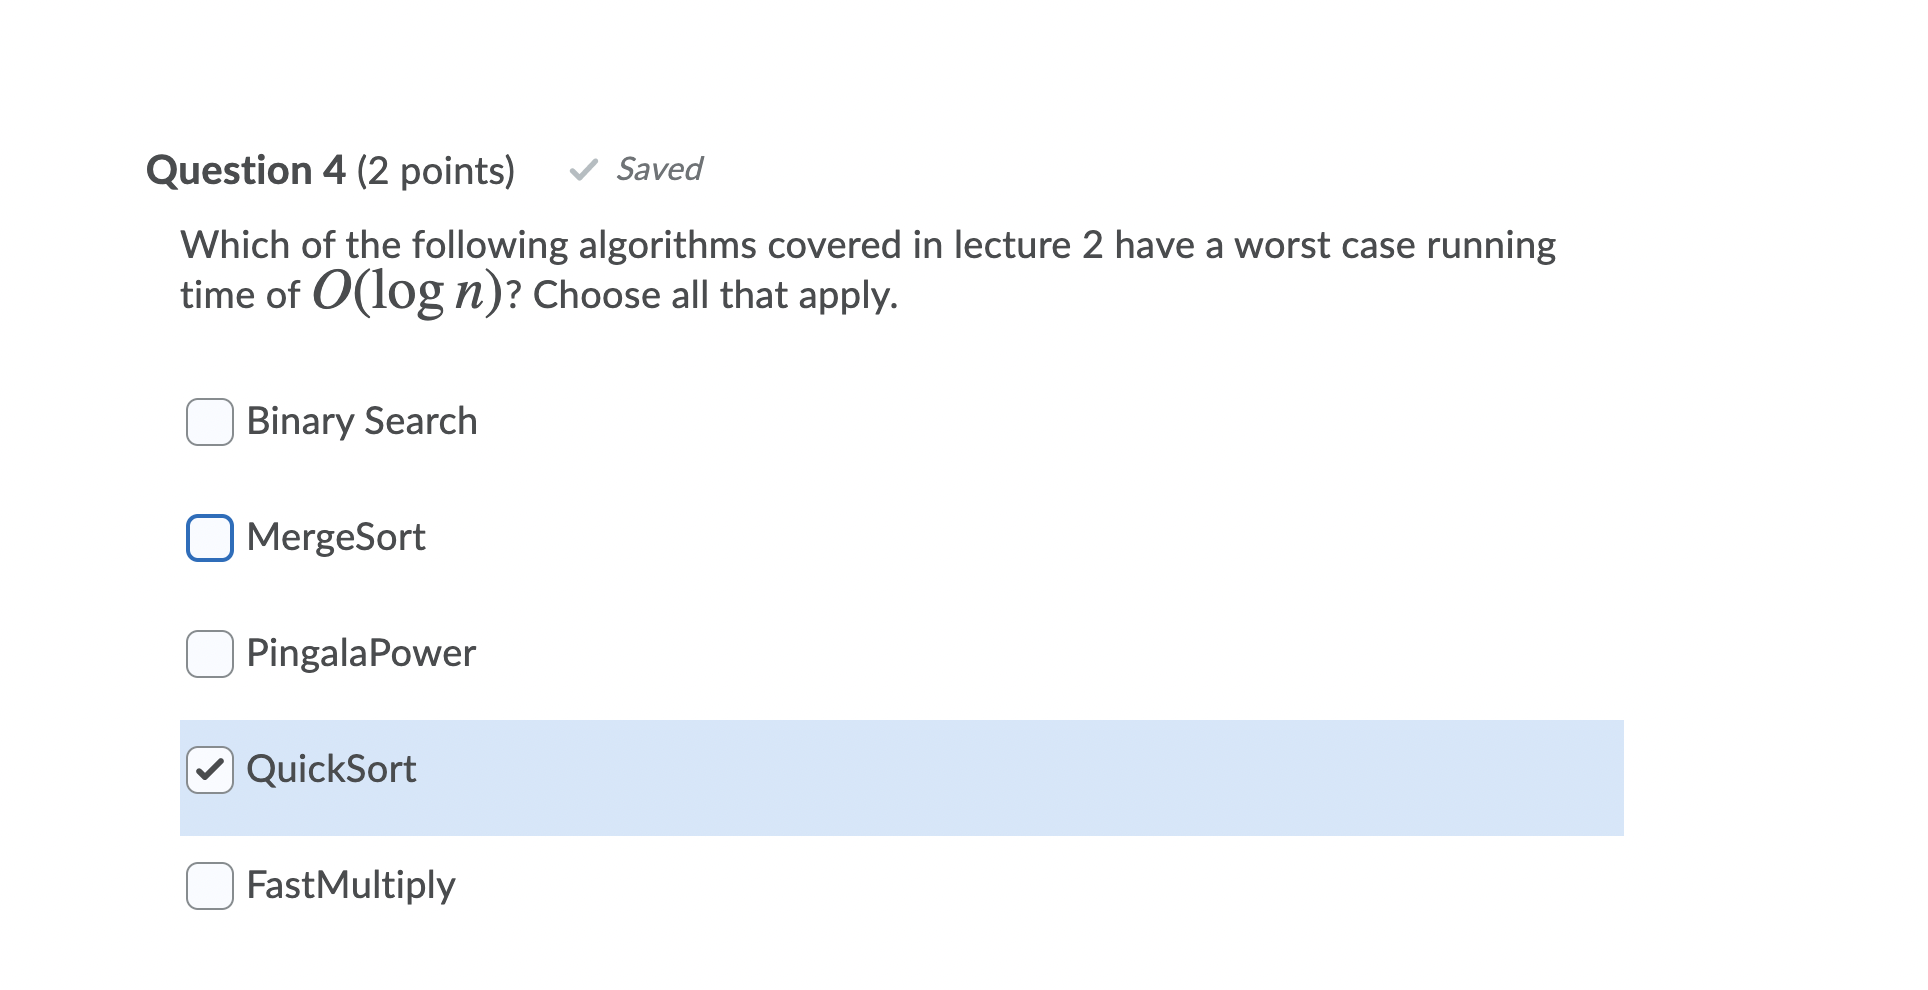 Question 4 (2 points) Saved
Which of the following algorithms covered in lecture 2 have a worst case running
time of O(log n)? Choose all that apply.
Binary Search
MergeSort
PingalaPower
QuickSort
FastMultiply